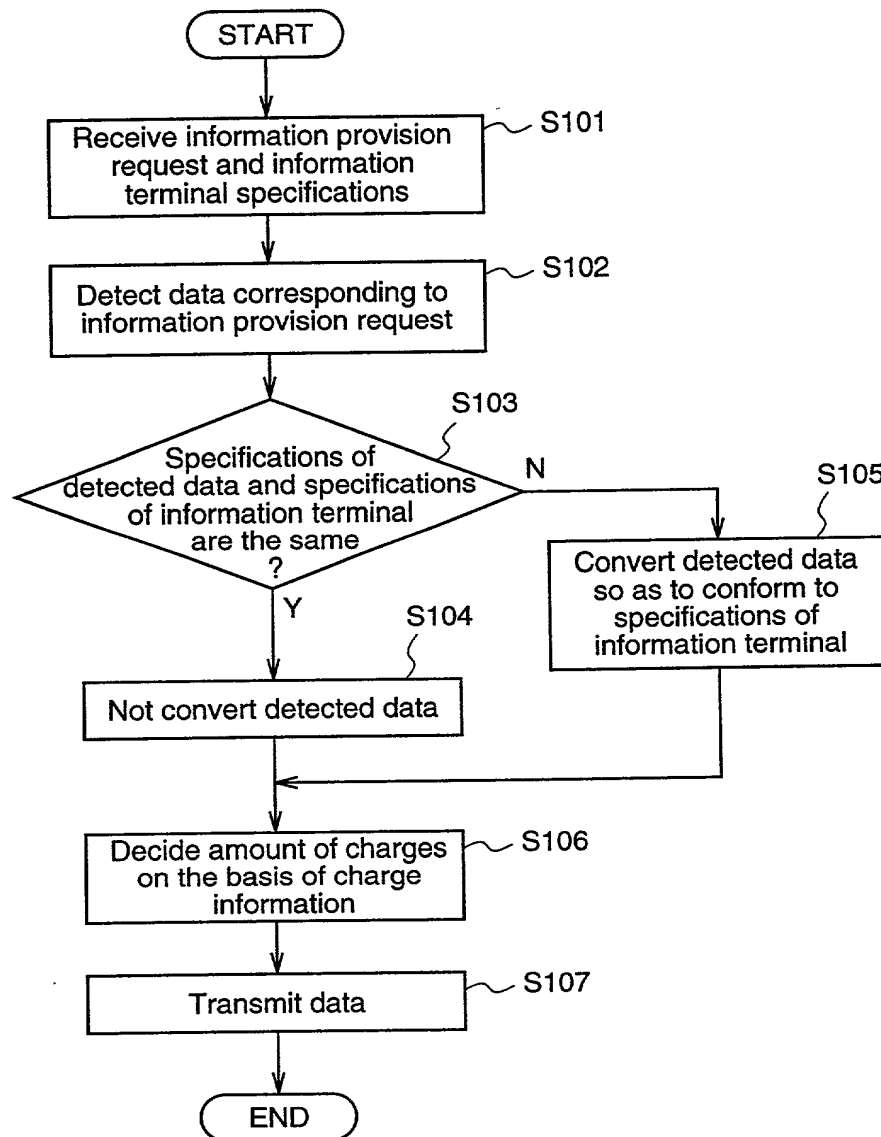 START
Receive information provision
request and information
terminal specifications
S101
Detect data corresponding to
information provision request
S102
Specifications of
detected data and specifications
of information terminal
are the same
?
S103
N
Y
Convert detected data
so as to conform to
specifications of
information terminal
S105
Not convert detected data
S104
Decide amount of charges
on the basis of charge
information
S106
Transmit data
S107
END